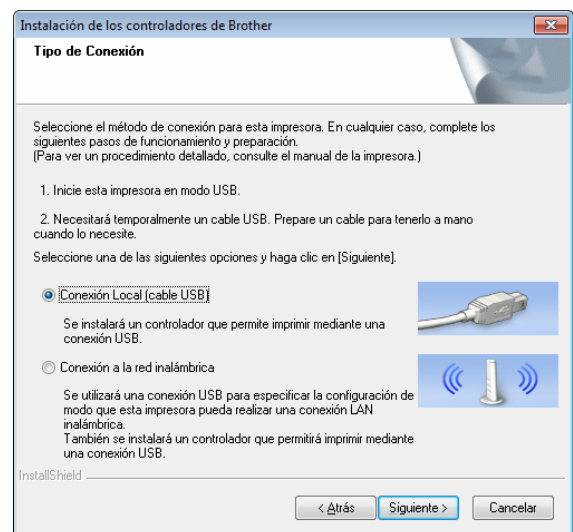 Instalación de los controladores de Brother
Tipo de Conexión
Seleccione el método de conexión para esta impresora. En cualquier caso, complete los
siguientes pasos de funcionamiento y preparación.
(Para ver un procedimiento detallado, consulte el manual de la impresora.)
1. Inicie esta impresora en modo USB.
2. Necesitará temporalmente un cable USB. Prepare un cable para tenerlo a mano
cuando lo necesite.
Seleccione una de las siguientes opciones y haga clic en [Siguiente].
Conexión Local (cable USB)
Se instalará un controlador que permite imprimir mediante una
conexión USB.
Conexión a la red inalámbrica
Se utilizará una conexión USB para especificar la configuración de
modo que esta impresora pueda realizar una conexión LAN
inalámbrica.
También se instalará un controlador que permitirá imprimir mediante
una conexión USB.
InstallShield
< Atrás
Siguiente >
Cancelar